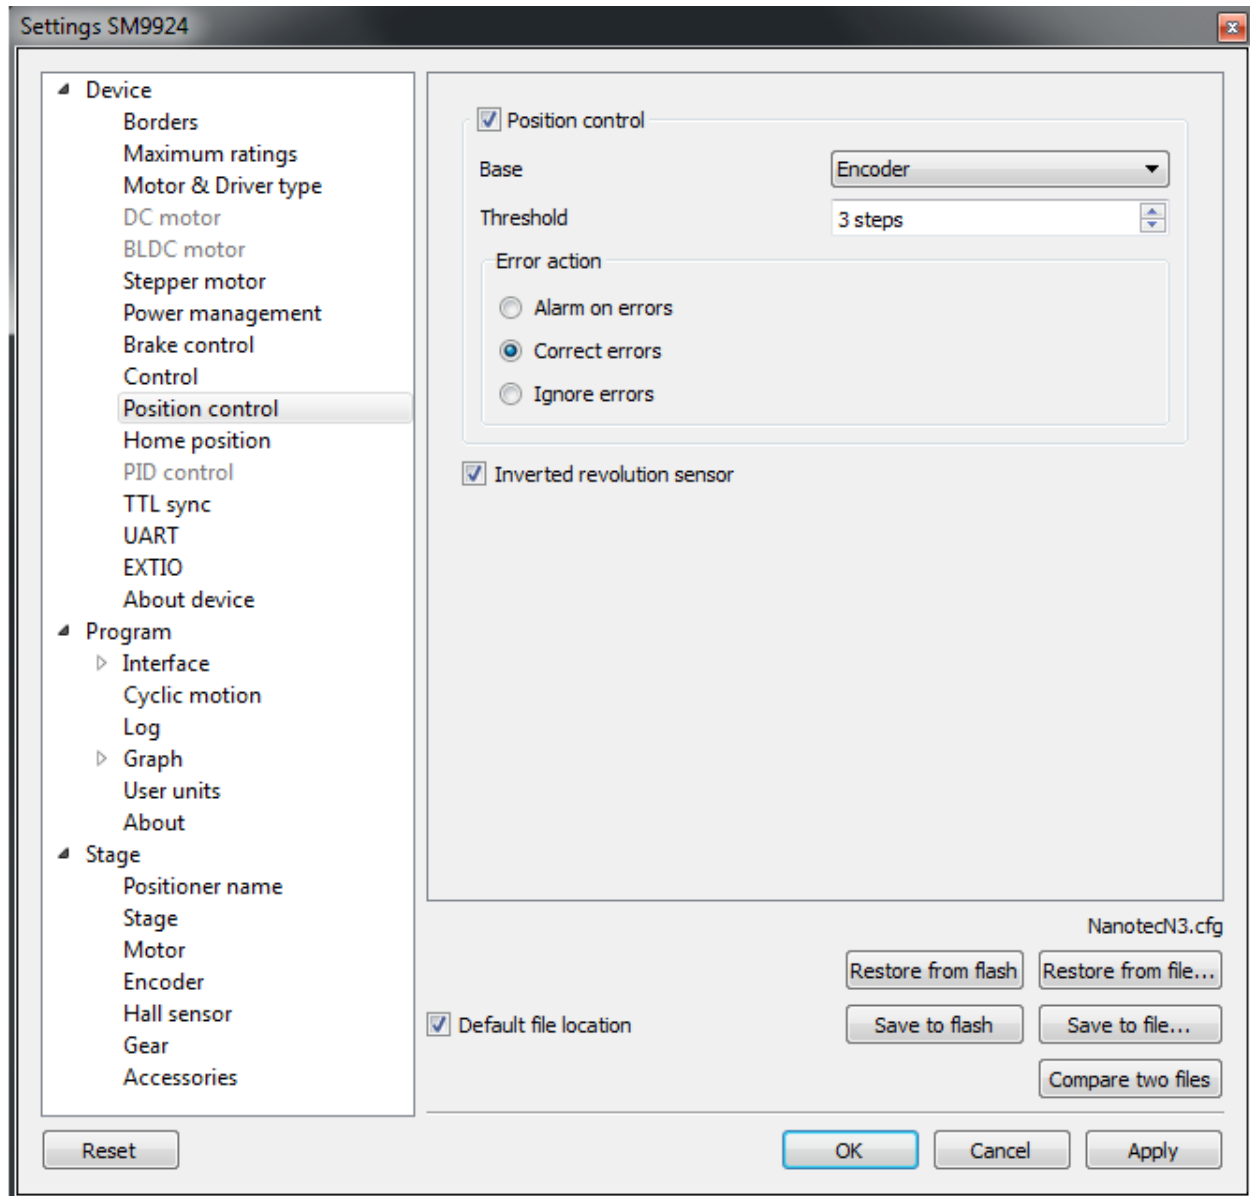 Settings SM9924
Device
Borders
Maximum ratings
Motor & Driver type
DC motor
BLDC motor
Stepper motor
Power management
Brake control
Control
Position control
Home position
PID control
TTL sync
UART
EXTIO
About device
Program
Interface
Cyclic motion
Log
Graph
User units
About
Stage
Positioner name
Stage
Motor
Encoder
Hall sensor
Gear
Accessories
Position control
Base Encoder
Threshold 3 steps
Error action
Alarm on errors
Correct errors
Ignore errors
Inverted revolution sensor
NanotecN3.cfg
Restore from flash Restore from file...
Default file location Save to flash Save to file...
Compare two files
Reset OK Cancel Apply